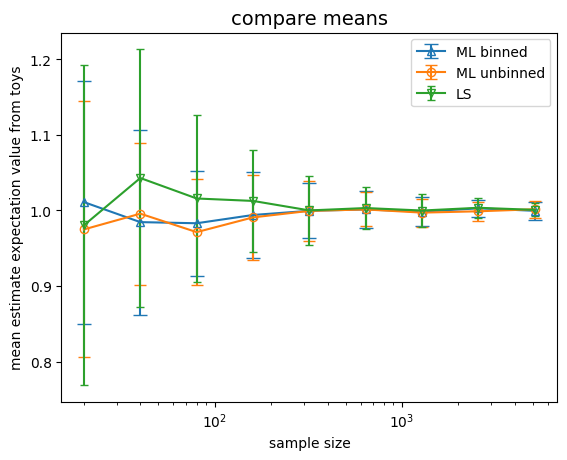 compare means
ML binned
ML unbinned
LS
mean estimate expectation value from toys
1.2
1.1
1.0
0.9
0.8
10²
10³
sample size